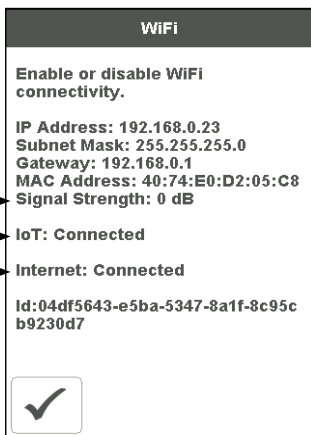 WiFi
Enable or disable WiFi
connectivity.
IP Address: 192.168.0.23
Subnet Mask: 255.255.255.0
Gateway: 192.168.0.1
MAC Address: 40:74:E0:D2:05:C8
Signal Strength: 0 dB
IoT: Connected
Internet: Connected
Id:04df5643-e5ba-5347-8a1f-8c95c
b9230d7